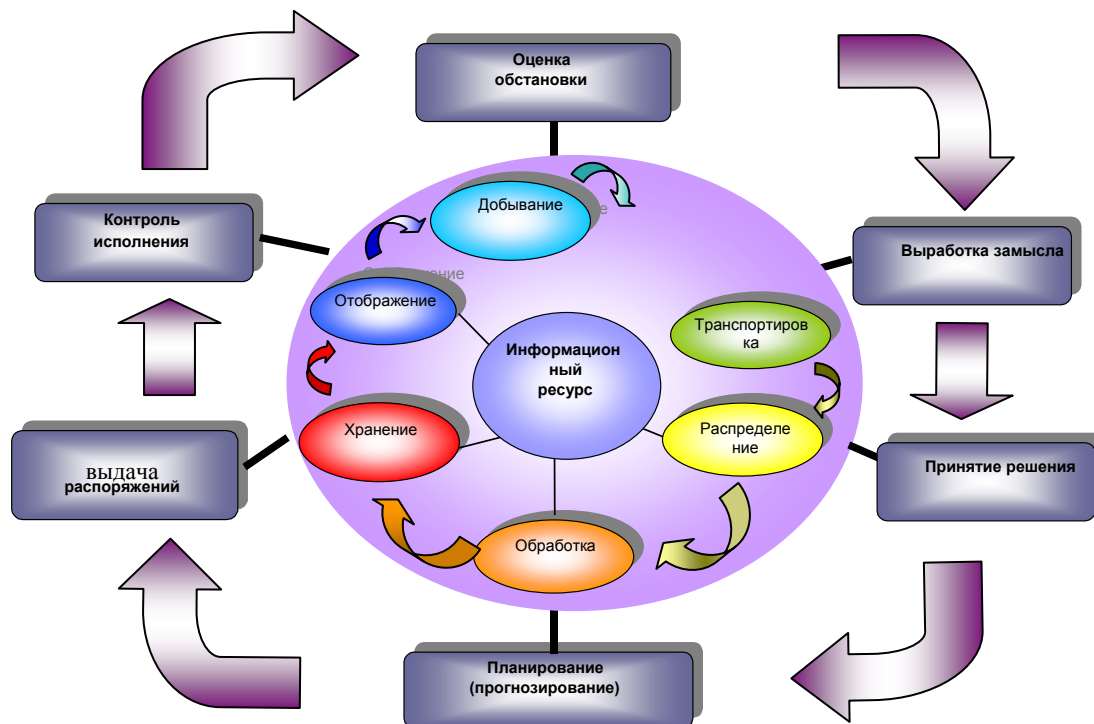 Оценка
обстановки
Добывание
е
Контроль
исполнения
Выработка замысла
ние
Отображение
Транспортиров
ка
Информацион
ный
ресурс
Хранение
Распределе
ние
выдача
распоряжений
Принятие решения
Обработка
Планирование
(прогнозирование)